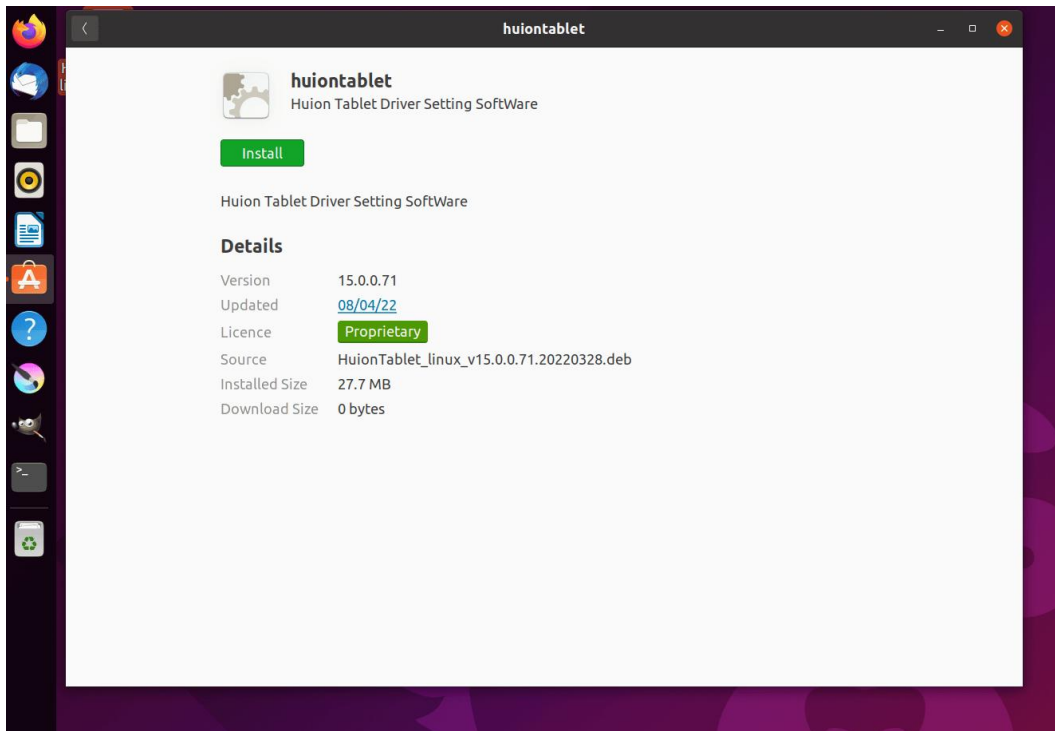 huiontablet
huiontablet
Huion Tablet Driver Setting SoftWare
Install
Huion Tablet Driver Setting SoftWare
Details
Version 15.0.0.71
Updated 08/04/22
Licence Proprietary
Source HuionTablet_linux_v15.0.0.71.20220328.deb
Installed Size 27.7 MB
Download Size 0 bytes